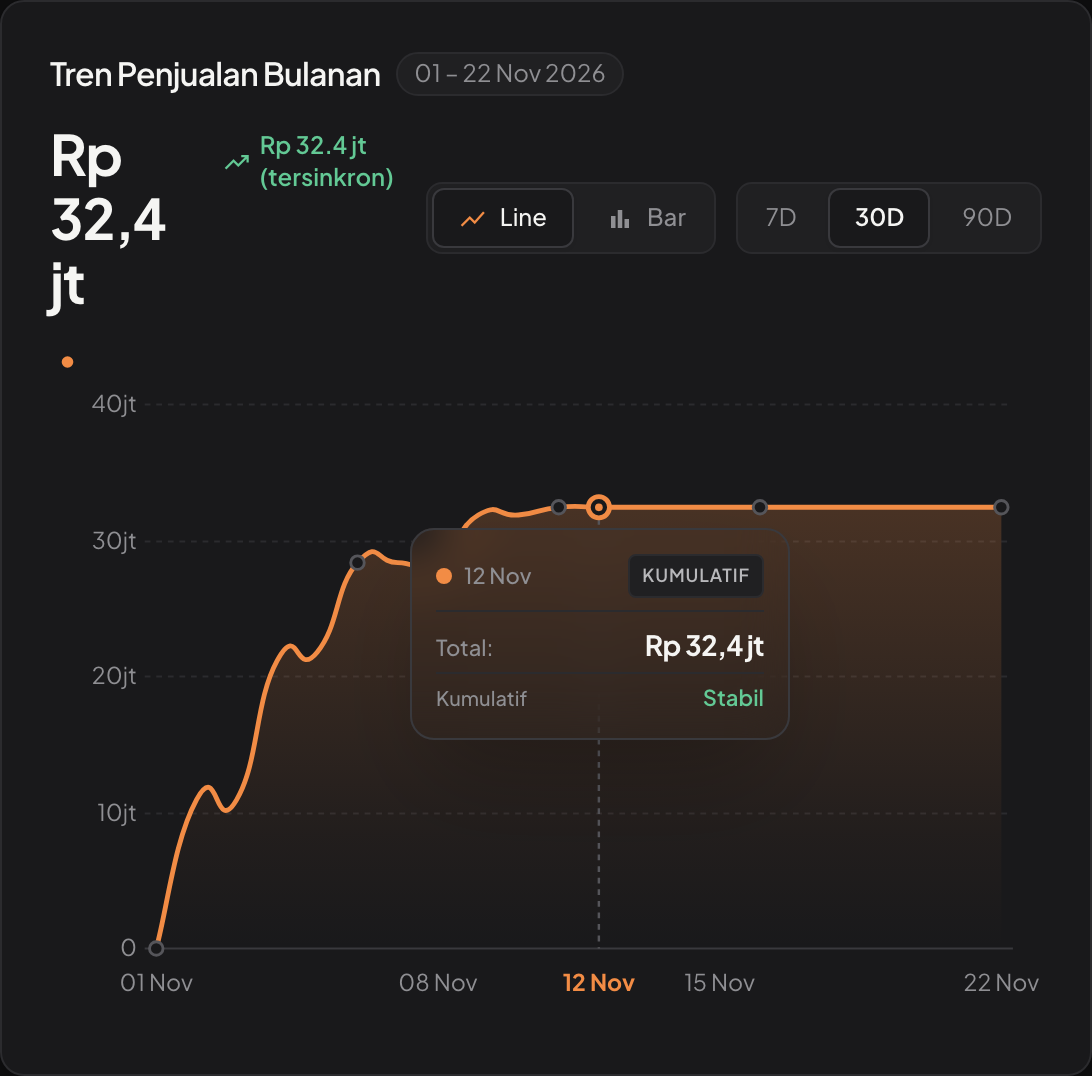 Tren Penjualan Bulanan
01 – 22 Nov 2026
Rp
32,4
jt
Rp 32.4 jt
(tersinkron)
Line
Bar
7D
30D
90D
40jt
30jt
20jt
10jt
0
12 Nov
KUMULATIF
Total:
Rp 32,4 jt
Kumulatif
Stabil
01 Nov
08 Nov
12 Nov
15 Nov
22 Nov